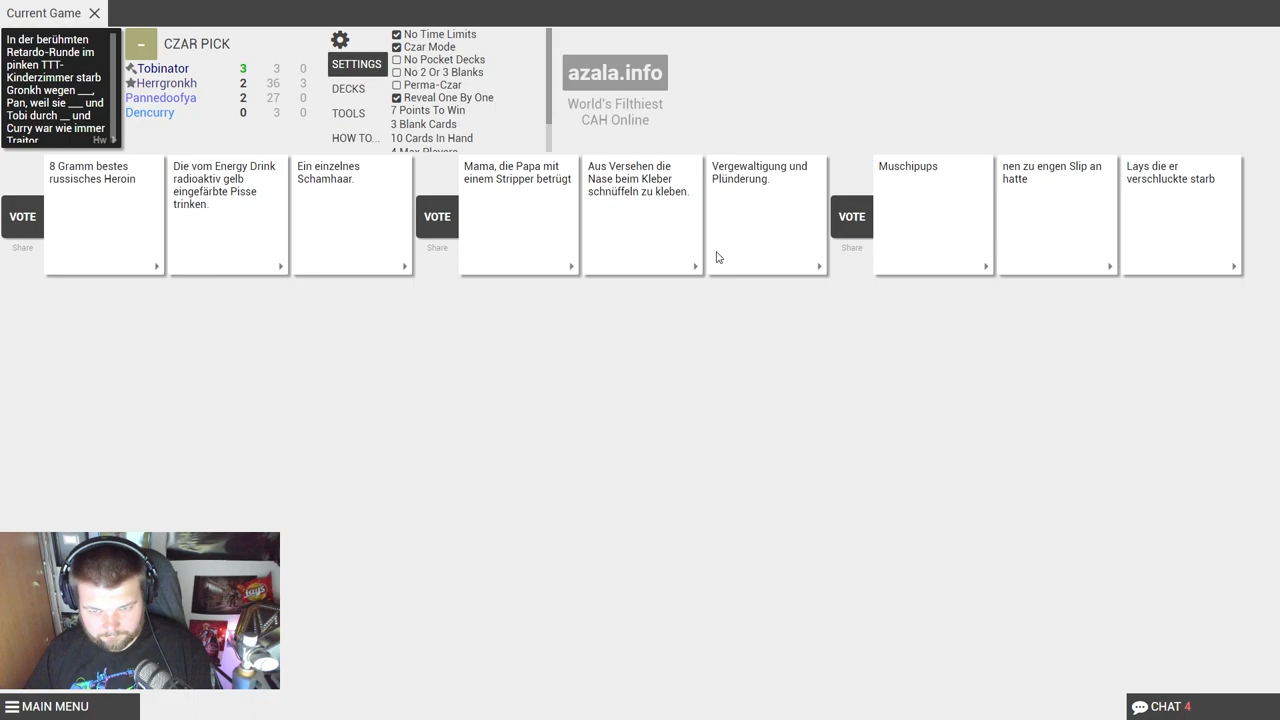 Current Game
In der berühmten
Retardo-Runde im
pinken TTT-
Kinderzimmer starb
Gronkh wegen ___,
Pan, weil sie ___ und
Tobi durch __ und
Curry war wie immer
Traitor
Hw
CZAR PICK
Tobinator 3 3 0
Herrgronkh 2 36 3
Pannedoofya 2 27 0
Dencurry 0 3 0
SETTINGS
DECKS
TOOLS
HOW TO...
No Time Limits
Czar Mode
No Pocket Decks
No 2 Or 3 Blanks
Perma-Czar
Reveal One By One
7 Points To Win
3 Blank Cards
10 Cards In Hand
4 Max Players
azala.info
World's Filthiest
CAH Online
VOTE
Share
8 Gramm bestes
russisches Heroin
Die vom Energy Drink
radioaktiv gelb
eingefärbte Pisse
trinken.
Ein einzelnes
Schamhaar.
VOTE
Share
Mama, die Papa mit
einem Stripper betrügt
Aus Versehen die
Nase beim Kleber
schnüffeln zu kleben.
Vergewaltigung und
Plünderung.
VOTE
Share
Muschipups
nen zu engen Slip an
hatte
Lays die er
verschluckte starb
Lays
MAIN MENU
CHAT 4